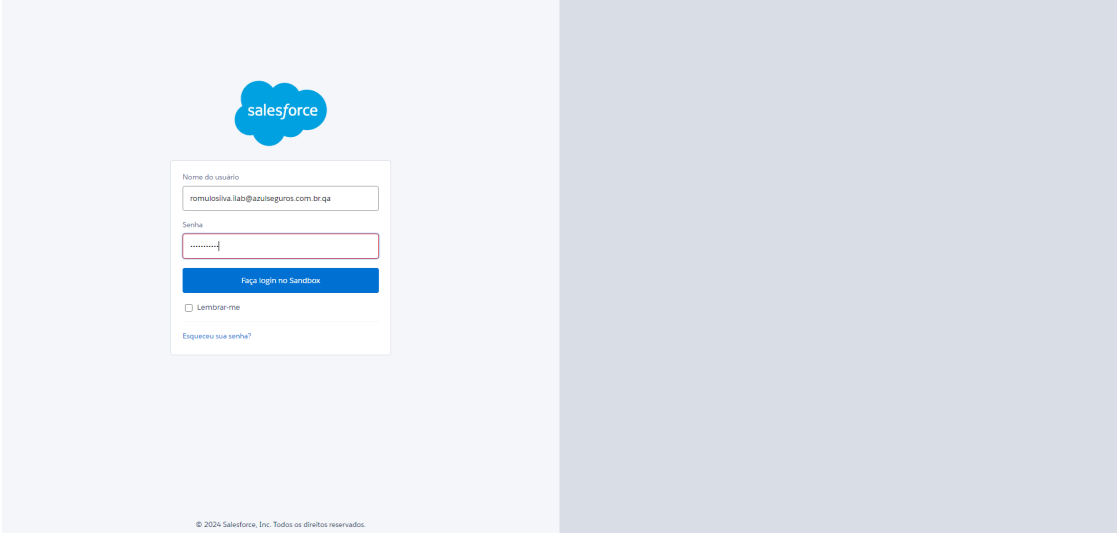 salesforce
Nome do usuário
romulosilva.ilab@azulseguros.com.br.qa
Senha
...........
Faça login no Sandbox
Lembrar-me
Esqueceu sua senha?
© 2024 Salesforce, Inc. Todos os direitos reservados.